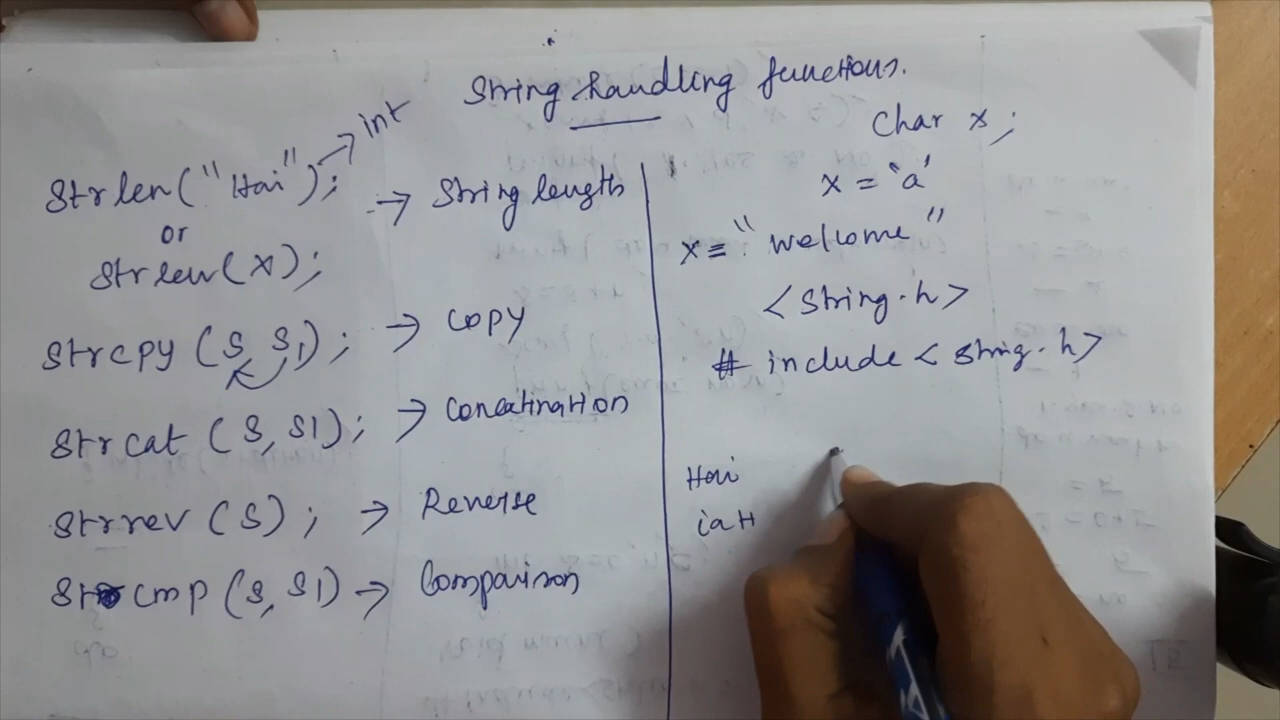 String handling functions.
int
Strlen("Hai"); → String length
or
Strlen(x);
Strcpy (S, S1); → Copy
Strcat (S, S1); → Concatination
Strrev (S); → Reverse
Strcmp (S, S1) → Comparison
Char x;
x = 'a'
x = "welcome"
<String.h>
# include < string.h>
Hai
iaH